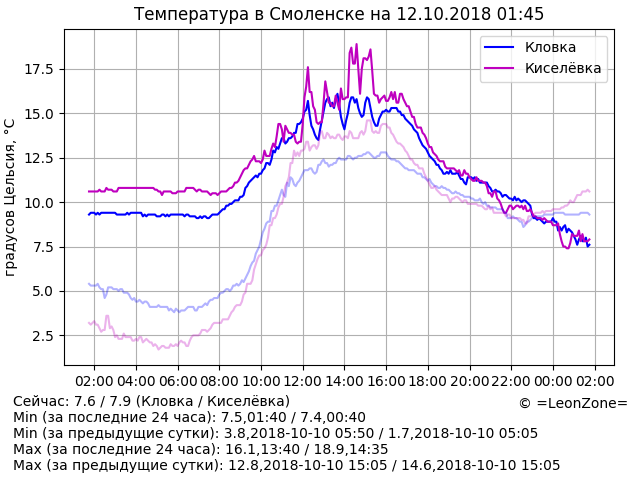 Температура в Смоленске на 12.10.2018 01:45
градусов Цельсия, °C
17.5
15.0
12.5
10.0
7.5
5.0
2.5
Кловка
Киселёвка
02:00 04:00 06:00 08:00 10:00 12:00 14:00 16:00 18:00 20:00 22:00 00:00 02:00
Сейчас: 7.6 / 7.9 (Кловка / Киселёвка)
© =LeonZone=
Min (за последние 24 часа): 7.5,01:40 / 7.4,00:40
Min (за предыдущие сутки): 3.8,2018-10-10 05:50 / 1.7,2018-10-10 05:05
Max (за последние 24 часа): 16.1,13:40 / 18.9,14:35
Max (за предыдущие сутки): 12.8,2018-10-10 15:05 / 14.6,2018-10-10 15:05